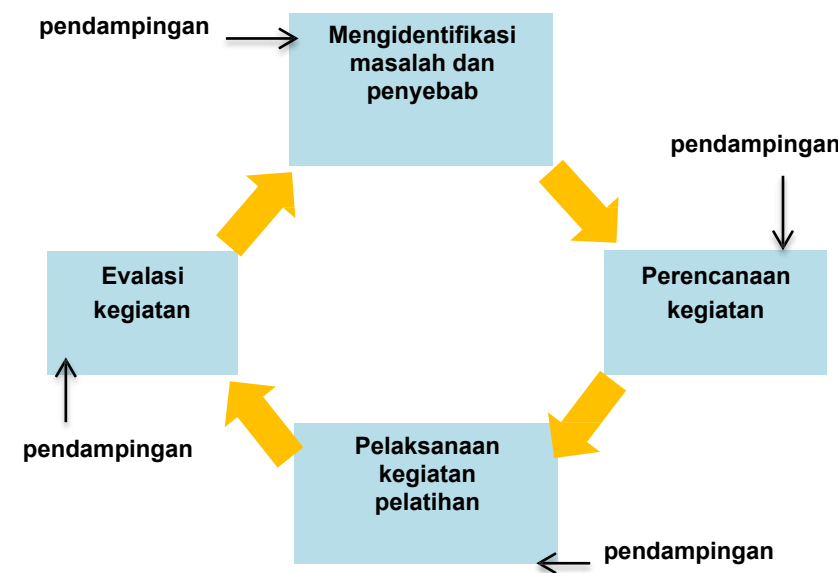 pendampingan
Mengidentifikasi
masalah dan
penyebab
pendampingan
Perencanaan
kegiatan
Evalasi
kegiatan
pendampingan
Pelaksanaan
kegiatan
pelatihan
pendampingan